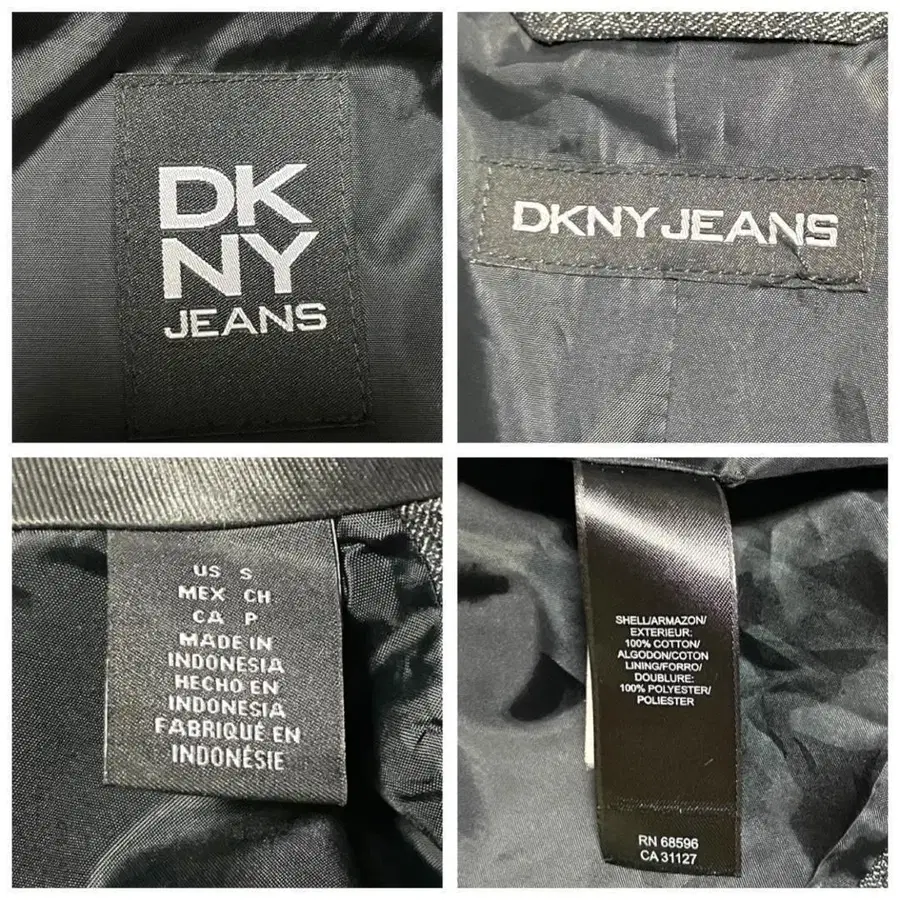 DK
NY
JEANS
DKNY JEANS
US S
MEX CH
CA P
MADE IN
INDONESIA
HECHO EN
INDONESIA
FABRIQUÉ EN
INDONÉSIE
SHELL/ARMAZON/
EXTERIEUR:
100% COTTON/
ALGODON/COTON
LINING/FORRO/
DOUBLURE:
100% POLYESTER/
POLIESTER
RN 68596
CA 31127